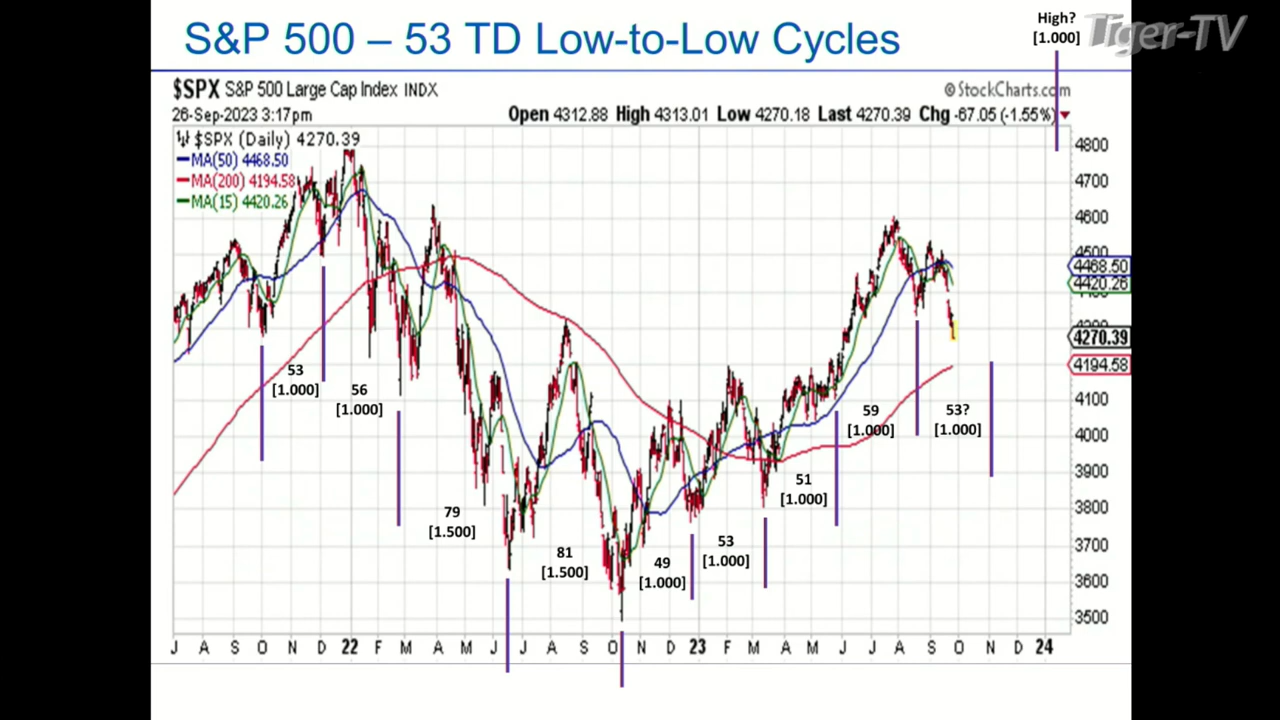 High?
[1.000]
Tiger-TV
S&P 500 – 53 TD Low-to-Low Cycles
$SPX S&P 500 Large Cap Index INDX
©StockCharts.com
26-Sep-2023 3:17pm
Open 4312.88 High 4313.01 Low 4270.18 Last 4270.39 Chg -67.05 (-1.55%)
$SPX (Daily) 4270.39
MA(50) 4468.50
MA(200) 4194.58
MA(15) 4420.26
4800
4700
4600
4500
4468.50
4420.26
4270.39
4194.58
4100
4000
3900
3800
3700
3600
3500
53
[1.000]
56
[1.000]
79
[1.500]
81
[1.500]
49
[1.000]
53
[1.000]
51
[1.000]
59
[1.000]
53?
[1.000]
J A S O N D 22 F M A M J J A S O N D 23 F M A M J J A S O N D 24